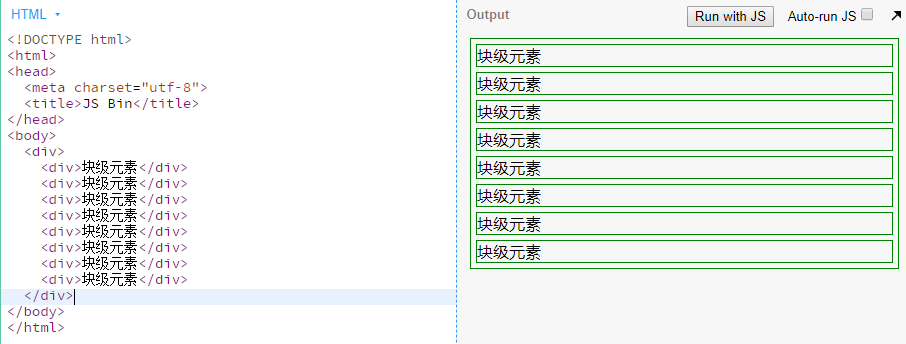 HTML
<!DOCTYPE html>
<html>
<head>
<meta charset="utf-8">
<title>JS Bin</title>
</head>
<body>
<div>
<div>块级元素</div>
<div>块级元素</div>
<div>块级元素</div>
<div>块级元素</div>
<div>块级元素</div>
<div>块级元素</div>
<div>块级元素</div>
<div>块级元素</div>
</div>
</body>
</html>
Output Run with JS Auto-run JS
块级元素
块级元素
块级元素
块级元素
块级元素
块级元素
块级元素
块级元素